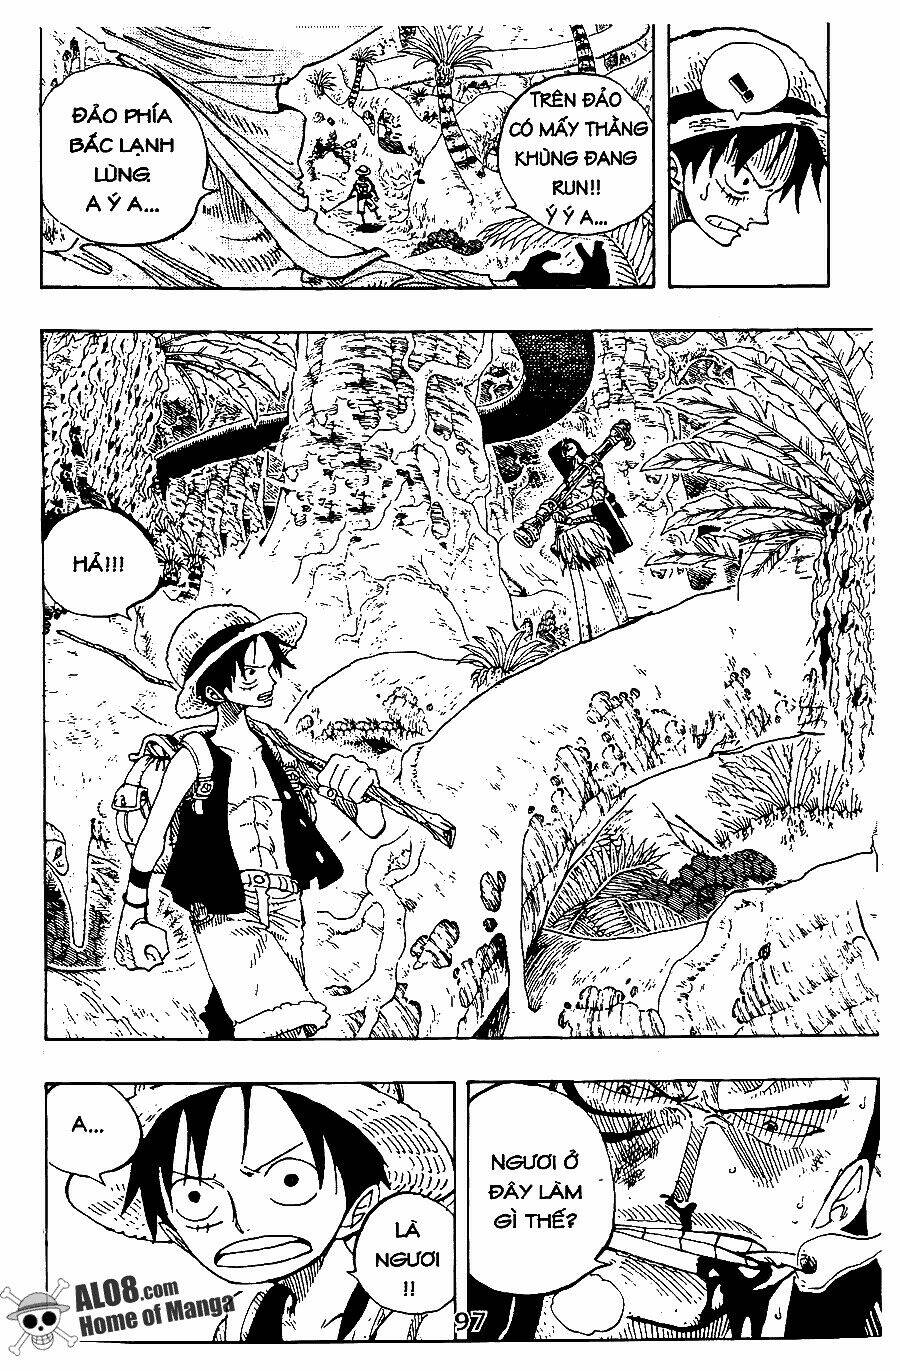 ĐẢO PHÍA
BẮC LẠNH
LÙNG.
A Ý A...
TRÊN ĐẢO
CÓ MẤY THẰNG
KHÙNG ĐANG
RUN!!
Ý Ý A...
!
HẢ!!!
A...
LÀ
NGƯƠI
!!
NGƯƠI Ở
ĐÂY LÀM
GÌ THẾ?
97
ALO8.com
Home of Manga